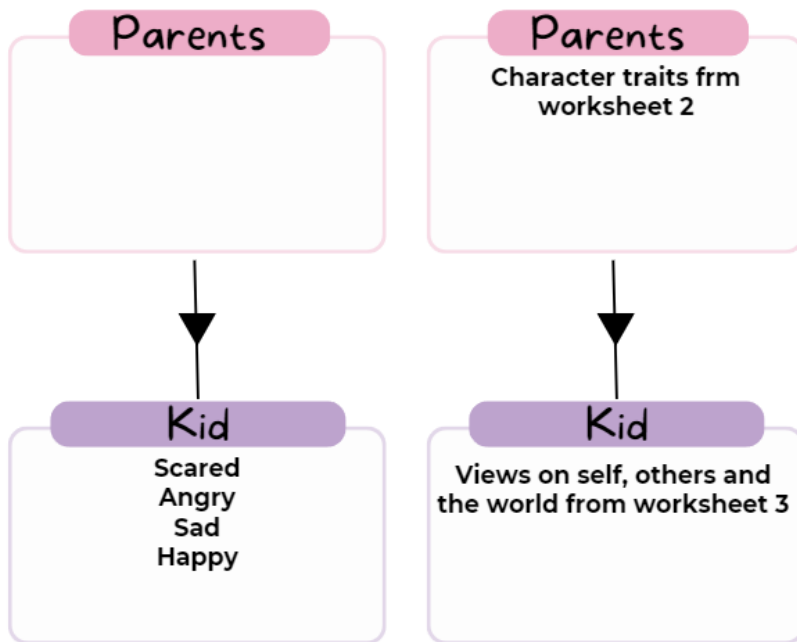 Parents
Parents
Character traits frm
worksheet 2
Kid
Scared
Angry
Sad
Happy
Kid
Views on self, others and
the world from worksheet 3